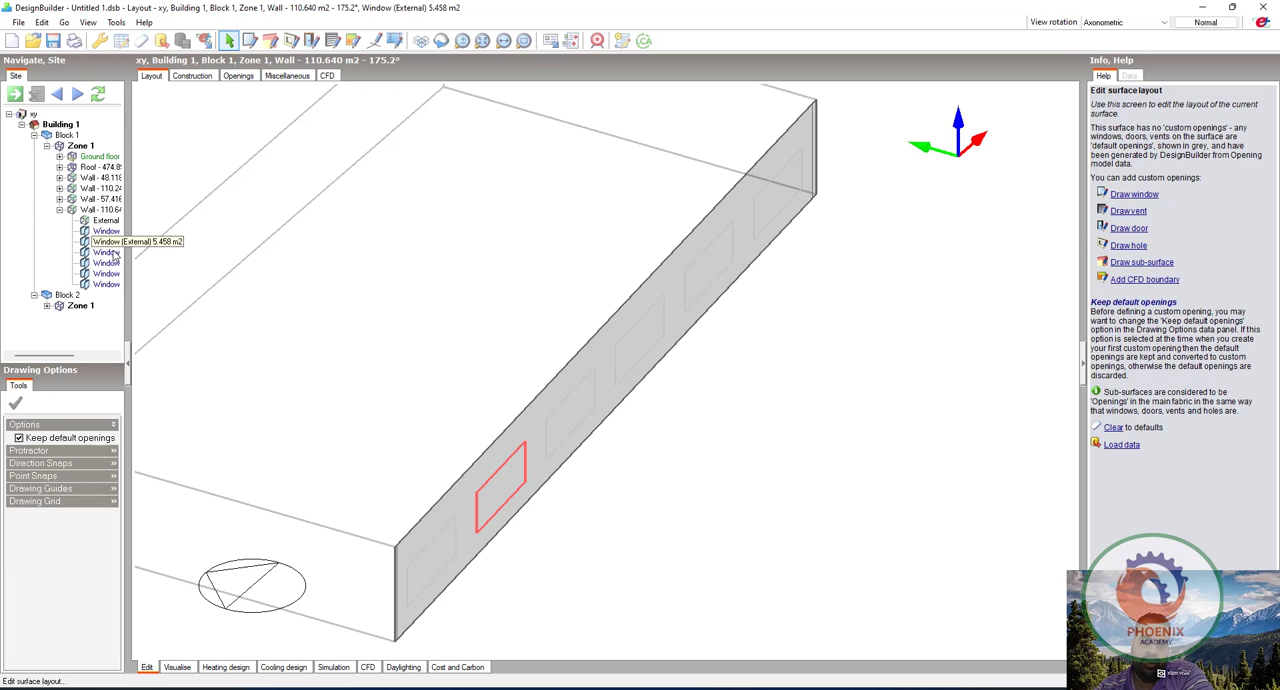 DesignBuilder - Untitled 1.dsb - Layout - xy, Building 1, Block 1, Zone 1, Wall - 110.640 m2 - 175.2°, Window (External) 5.458 m2
File Edit Go View Tools Help
View rotation Axonometric Normal
Navigate, Site
Site
xy
Building 1
Block 1
Zone 1
Ground floor
Roof - 474.8
Wall - 48.118
Wall - 110.24
Wall - 57.416
Wall - 110.64
External
Window
Window (External) 5.458 m2
Window
Window
Window
Window
Block 2
Zone 1
Drawing Options
Tools
Options
Keep default openings
Protractor
Direction Snaps
Point Snaps
Drawing Guides
Drawing Grid
Edit surface layout...
xy, Building 1, Block 1, Zone 1, Wall - 110.640 m2 - 175.2°
Layout Construction Openings Miscellaneous CFD
Edit Visualise Heating design Cooling design Simulation CFD Daylighting Cost and Carbon
Info, Help
Help Data
Edit surface layout
Use this screen to edit the layout of the current
surface.
This surface has no 'custom openings' - any
windows, doors, vents on the surface are
'default openings', shown in grey, and have
been generated by DesignBuilder from Opening
model data.
You can add custom openings:
Draw window
Draw vent
Draw door
Draw hole
Draw sub-surface
Add CFD boundary
Keep default openings
Before defining a custom opening, you may
want to change the 'Keep default openings'
option in the Drawing Options data panel. If this
option is selected at the time when you create
your first custom opening then the default
openings are kept and converted to custom
openings, otherwise the default openings are
discarded.
Sub-surfaces are considered to be
'Openings' in the main fabric in the same way
that windows, doors, vents and holes are.
Clear to defaults
Load data
PHOENIX
ACADEMY